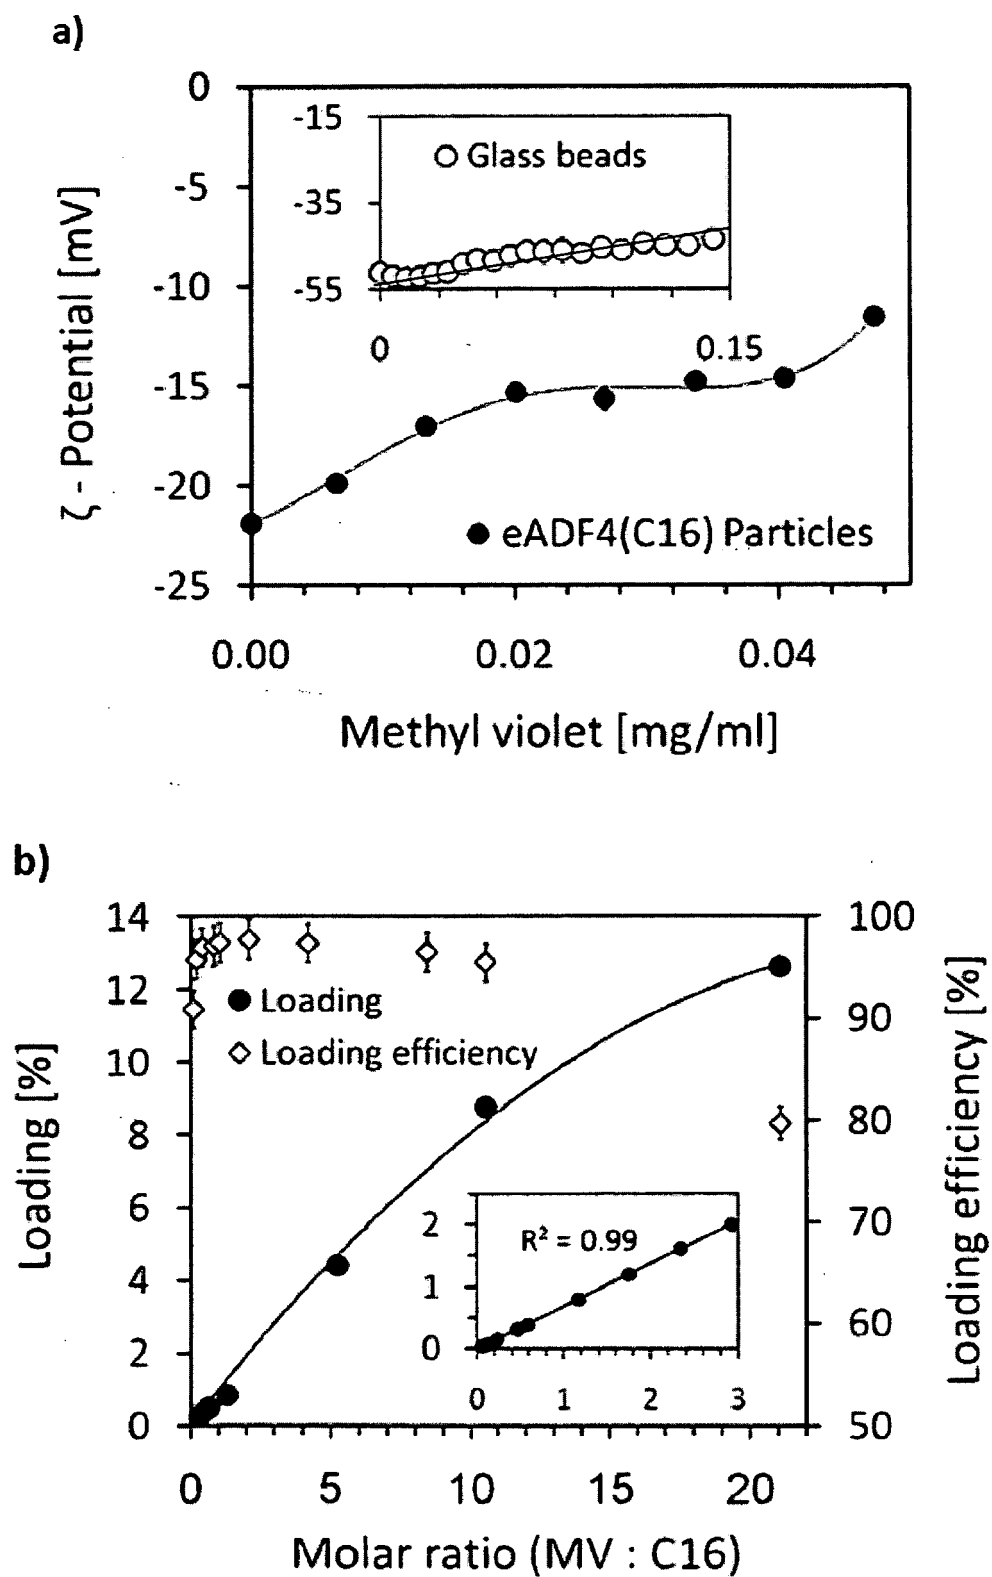 a)
0
-5
-10
-15
-20
-25
ζ - Potential [mV]
-15
-35
-55
Glass beads
0 0.15
eADF4(C16) Particles
0.00 0.02 0.04
Methyl violet [mg/ml]
b)
14
12
10
8
6
4
2
0
Loading [%]
Loading
Loading efficiency
100
90
80
70
60
50
Loading efficiency [%]
2
1
0
R² = 0.99
0 1 2 3
0 5 10 15 20
Molar ratio (MV : C16)